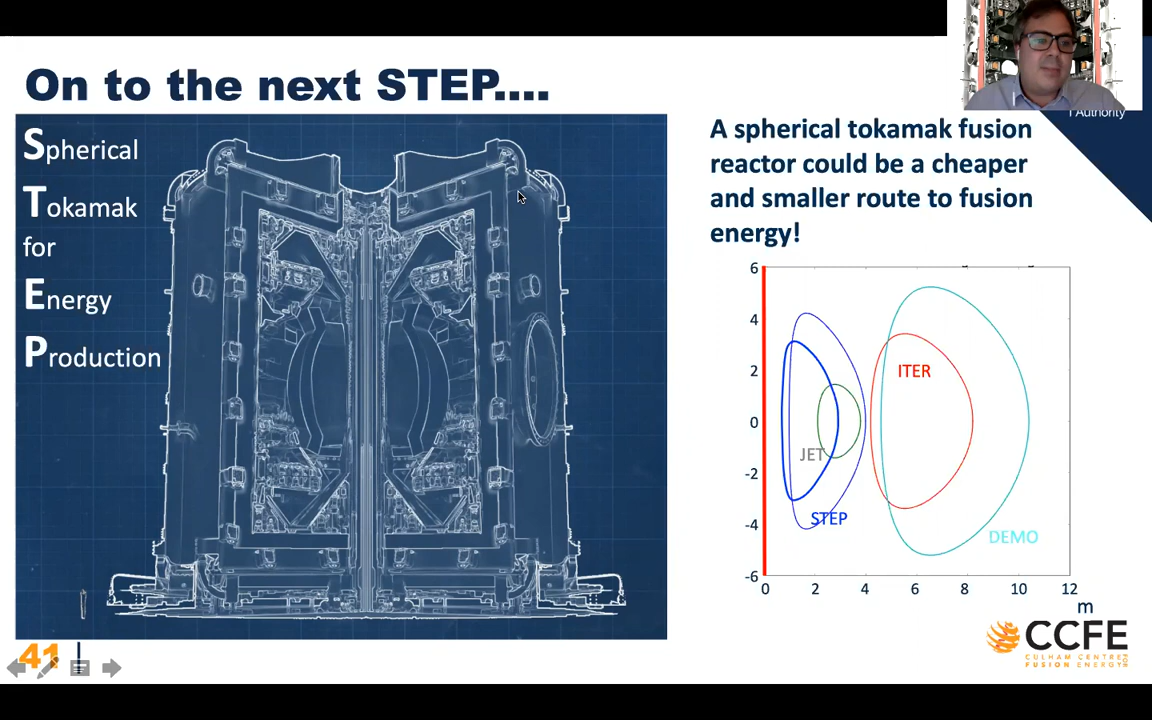 On to the next STEP....
Spherical
Tokamak
for
Energy
Production
A spherical tokamak fusion
reactor could be a cheaper
and smaller route to fusion
energy!
Authority
6
4
2
0
-2
-4
-6
0
2
4
6
8
10
12
m
ITER
JET
STEP
DEMO
CCFE
CULHAM CENTRE
FOR
FUSION ENERGY
41